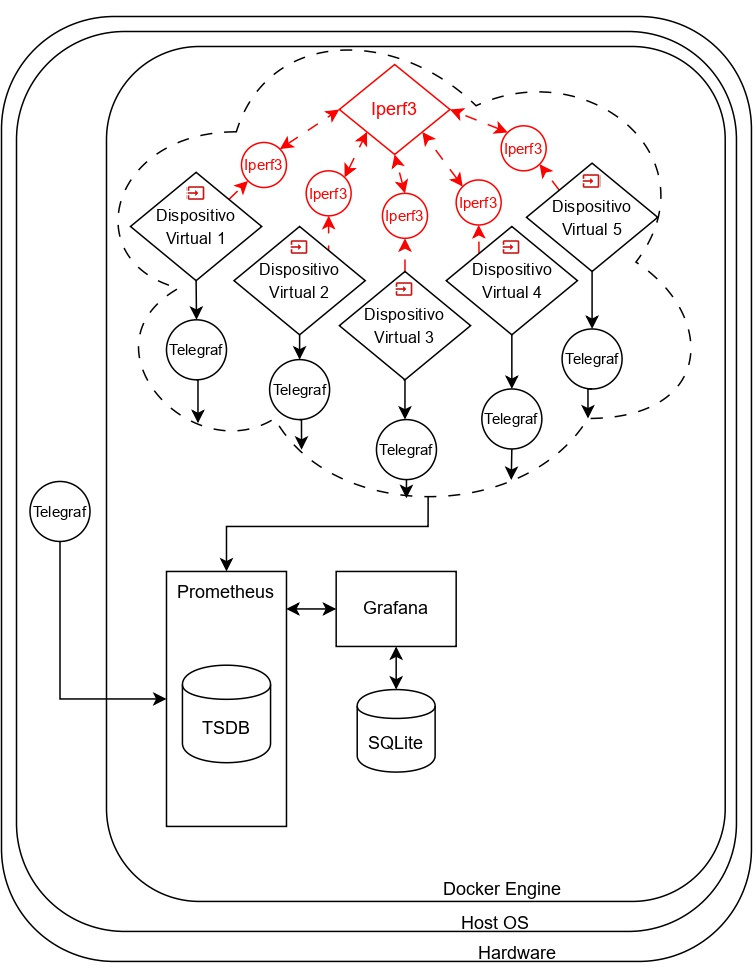 Iperf3
Iperf3
Iperf3
Iperf3
Iperf3
Iperf3
Dispositivo
Virtual 1
Dispositivo
Virtual 2
Dispositivo
Virtual 3
Dispositivo
Virtual 4
Dispositivo
Virtual 5
Telegraf
Telegraf
Telegraf
Telegraf
Telegraf
Telegraf
Prometheus
TSDB
Grafana
SQLite
Docker Engine
Host OS
Hardware